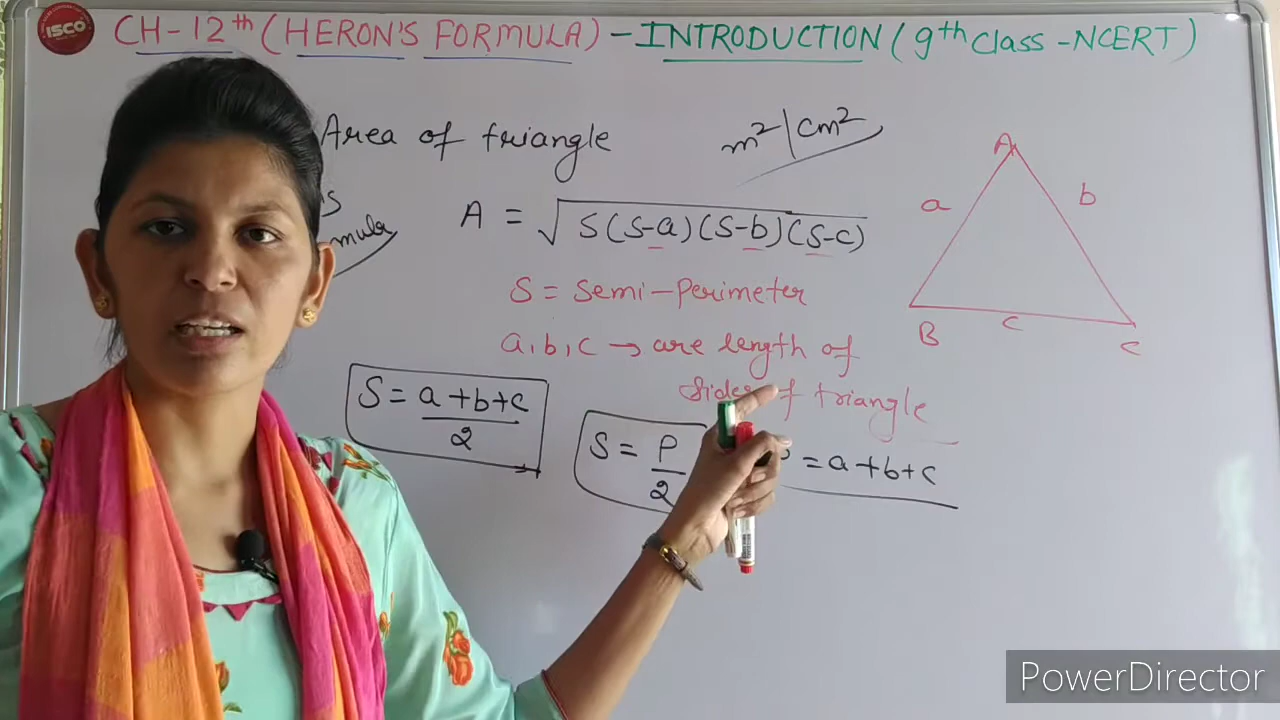 ISCO
CH-12th (HERON'S FORMULA) - INTRODUCTION (9th Class - NCERT)
Area of triangle
m²/cm²
A = √S(S-a)(S-b)(S-c)
S = Semi-Perimeter
a,b,c → are length of
sides of triangle
S = a+b+c
2
S = P
2
= a+b+c
A
a
b
B
c
C
PowerDirector